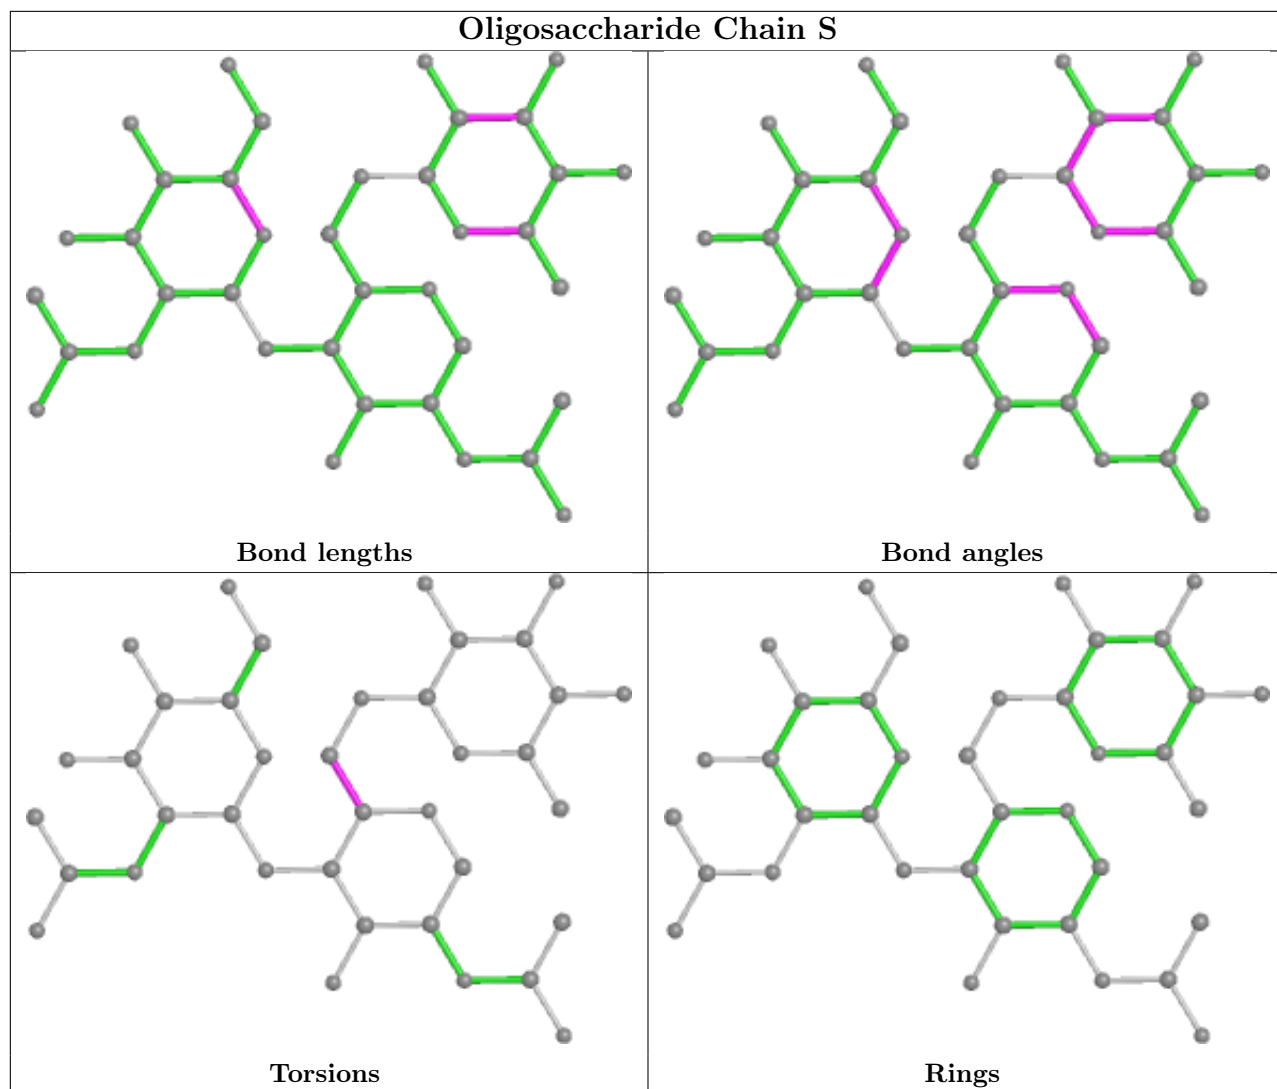 Oligosaccharide Chain S
Bond lengths
Bond angles
Torsions
Rings